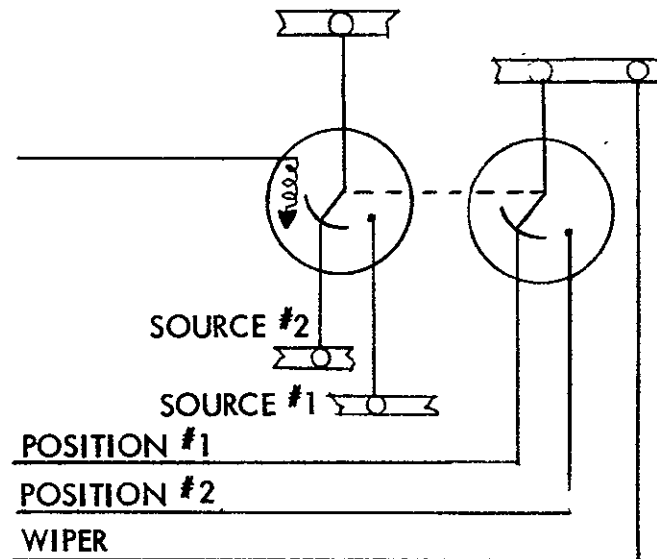 SOURCE #2
SOURCE #1
POSITION #1
POSITION #2
WIPER